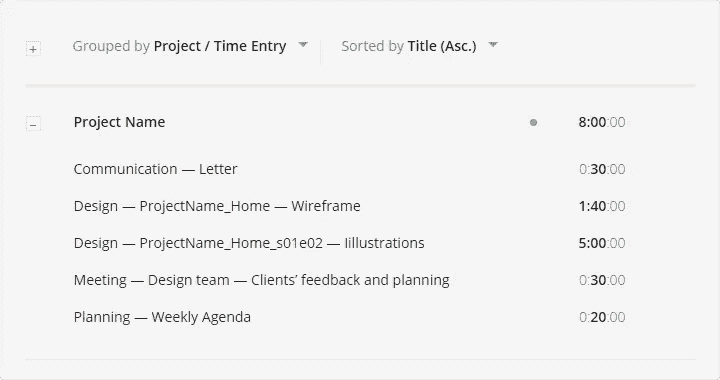 Grouped by Project / Time Entry Sorted by Title (Asc.)
Project Name 8:00:00
Communication — Letter 0:30:00
Design — ProjectName_Home — Wireframe 1:40:00
Design — ProjectName_Home_s01e02 — Iillustrations 5:00:00
Meeting — Design team — Clients’ feedback and planning 0:30:00
Planning — Weekly Agenda 0:20:00